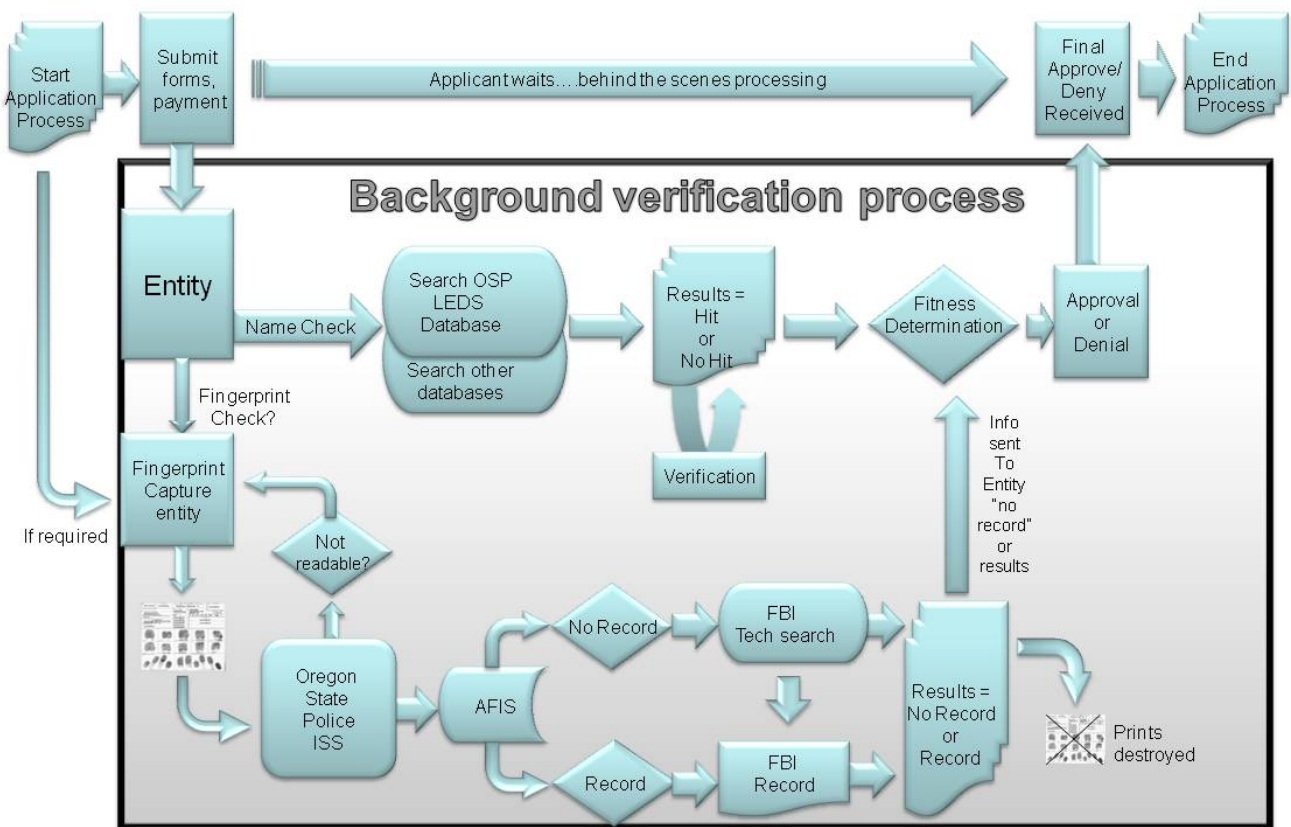 Start
Application
Process
Submit
forms,
payment
Applicant waits....behind the scenes processing
Final
Approve/
Deny
Received
End
Application
Process
Background verification process
Entity
Name Check
Search OSP
LEDS
Database
Search other
databases
Results =
Hit
or
No Hit
Verification
Fitness
Determination
Approval
or
Denial
Fingerprint
Check?
Fingerprint
Capture
entity
If required
Not
readable?
Oregon
State
Police
ISS
AFIS
No Record
Record
FBI
Tech search
FBI
Record
Results =
No Record
or
Record
Info
sent
To
Entity
"no
record"
or
results
Prints
destroyed